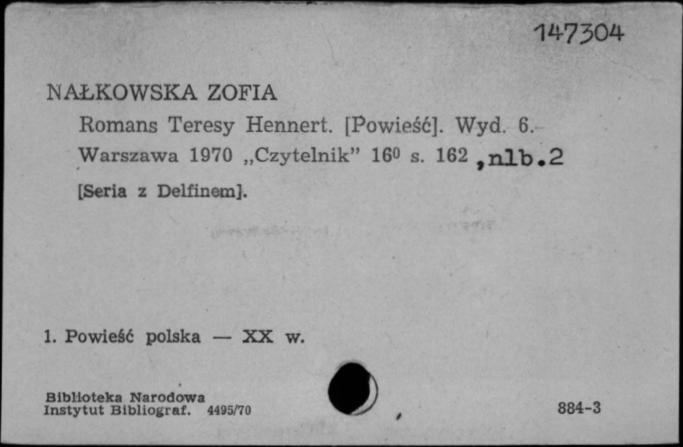 147304
NAŁKOWSKA ZOFIA
Romans Teresy Hennert. [Powieść]. Wyd. 6.
Warszawa 1970 „Czytelnik” 16⁰ s. 162 , nlb. 2
[Seria z Delfinem].
1. Powieść polska — XX w.
Biblioteka Narodowa
Instytut Bibliograf. 4495/70
884-3